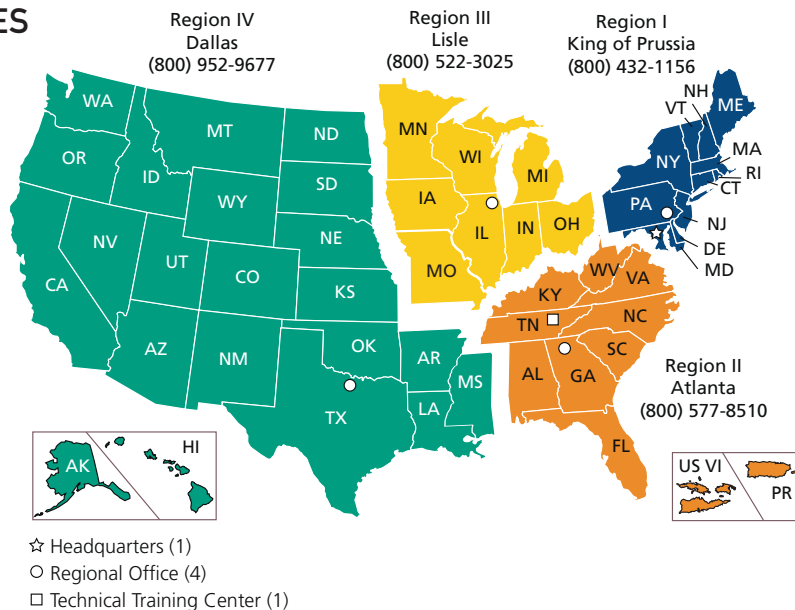 ES
Region IV
Dallas
(800) 952-9677
Region III
Lisle
(800) 522-3025
Region I
King of Prussia
(800) 432-1156
WA
MT
ND
OR
ID
SD
WY
NE
NV
UT
CO
CA
KS
AZ
NM
OK
TX
AR
LA
MS
MN
WI
MI
IA
IL
IN
OH
MO
NH
VT
ME
NY
MA
RI
CT
PA
NJ
DE
MD
WV
VA
KY
NC
TN
SC
AL
GA
FL
Region II
Atlanta
(800) 577-8510
AK
HI
US VI
PR
Headquarters (1)
Regional Office (4)
Technical Training Center (1)